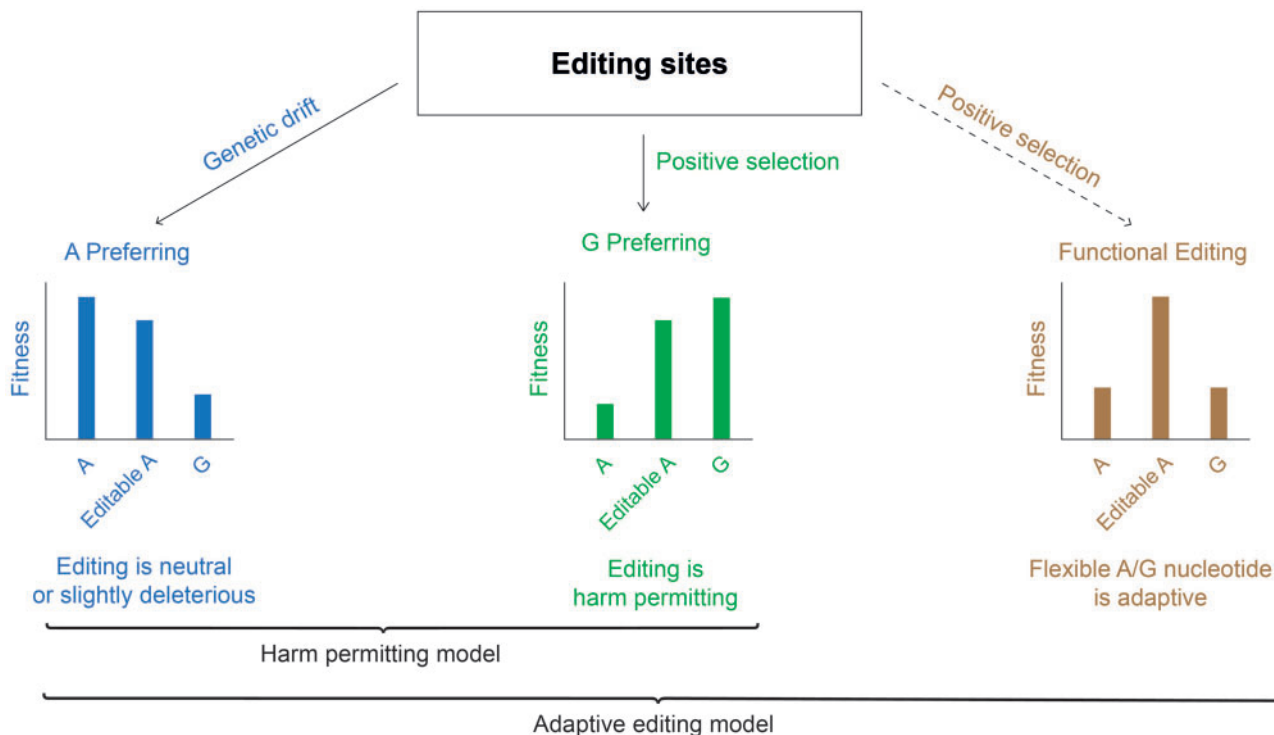 Editing sites
Genetic drift
Positive selection
Positive selection
A Preferring
G Preferring
Functional Editing
Fitness
A
Editable A
G
Fitness
A
Editable A
G
Fitness
A
Editable A
G
Editing is neutral
or slightly deleterious
Editing is
harm permitting
Flexible A/G nucleotide
is adaptive
Harm permitting model
Adaptive editing model